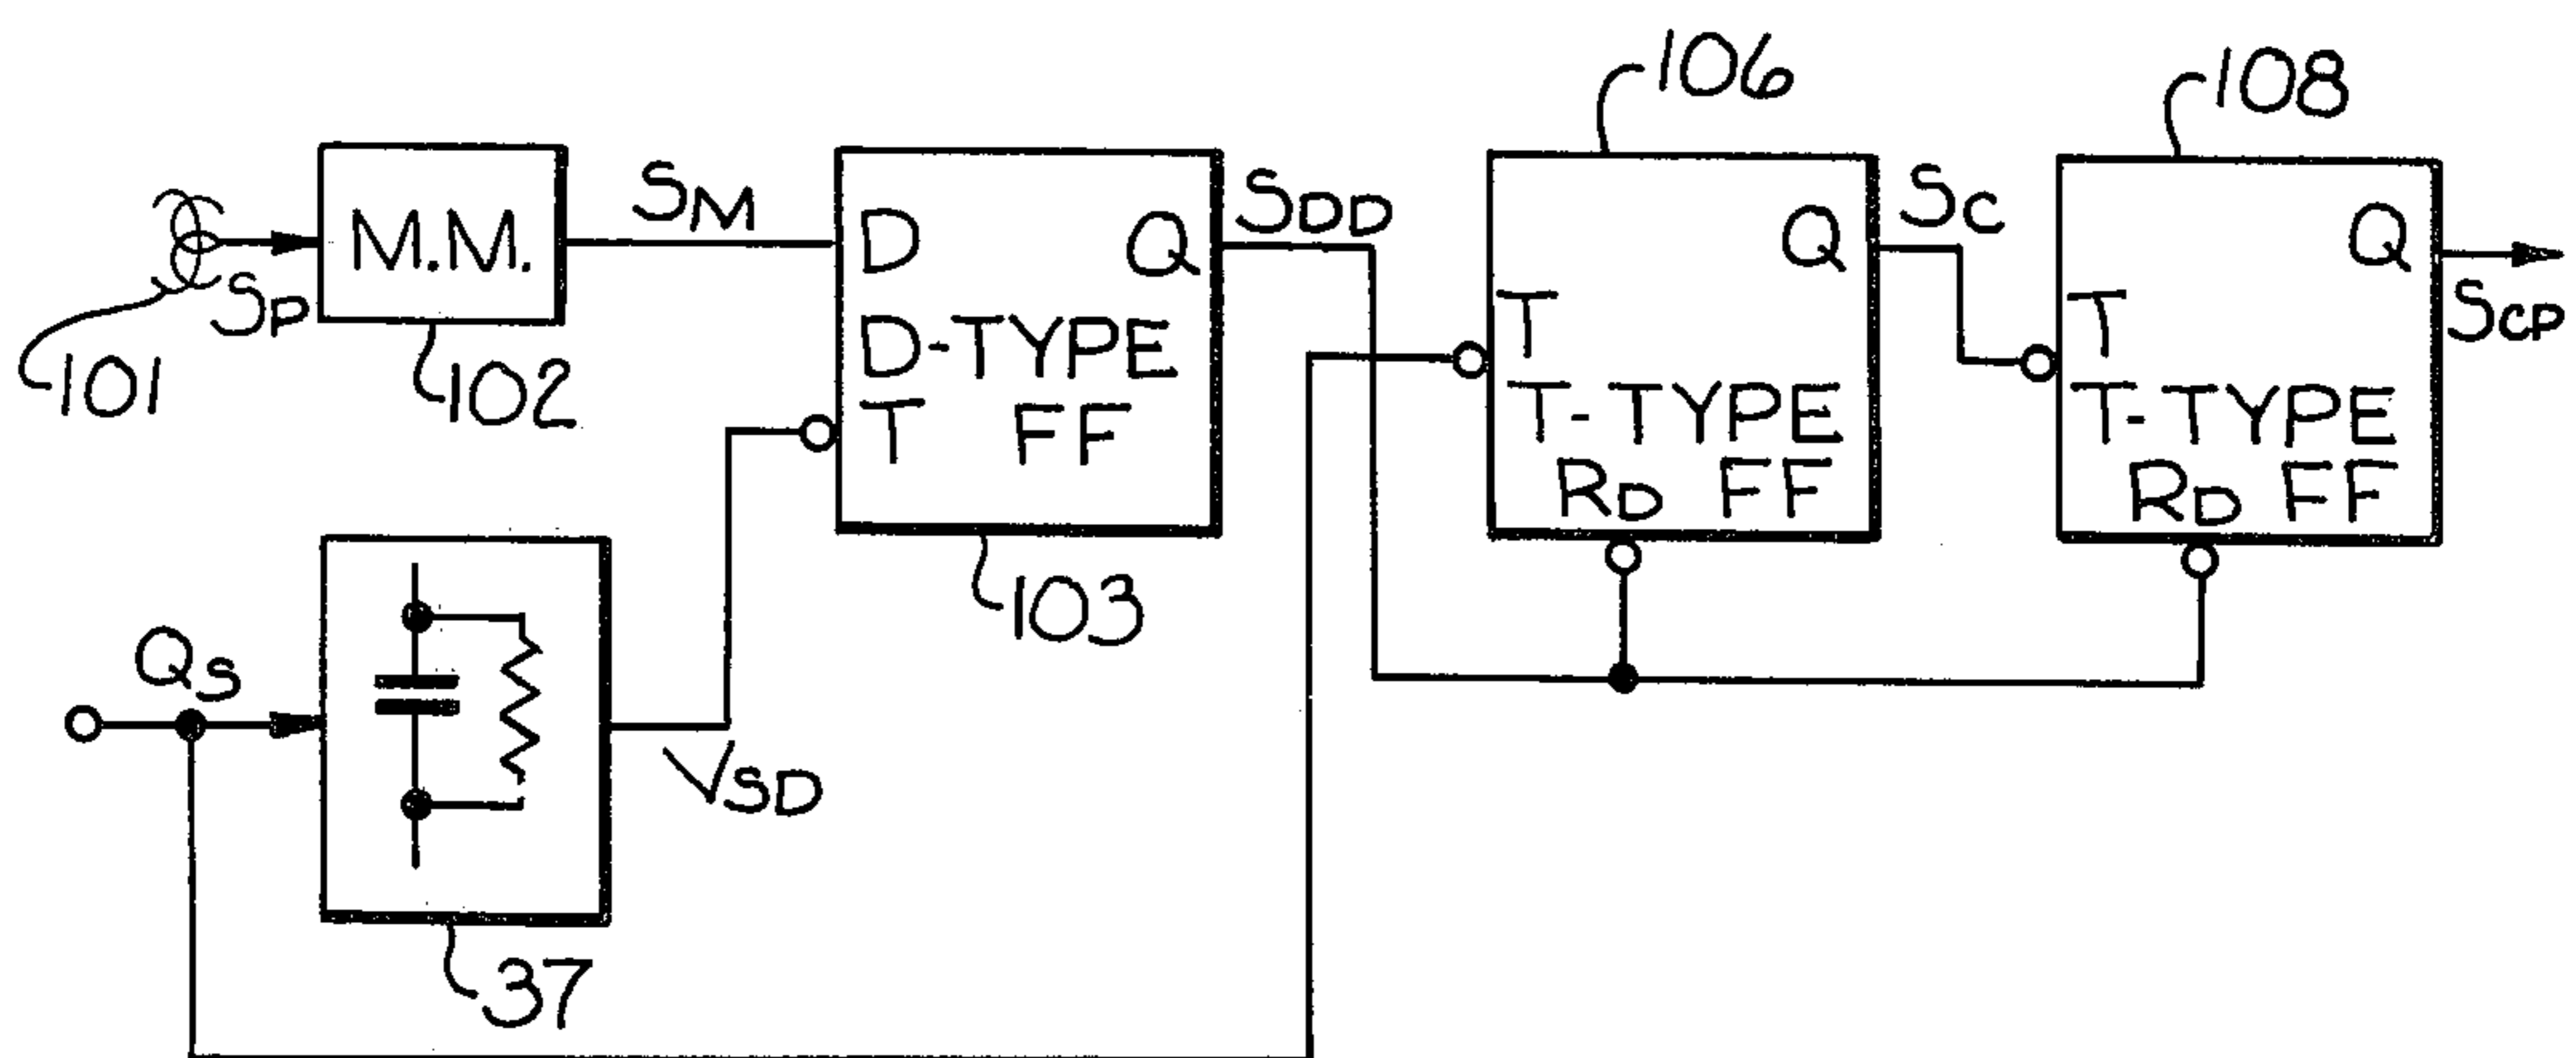 106
108
M.M.
SM
D
Q
D-TYPE
T FF
SDD
Q
T
T-TYPE
RD FF
SC
Q
T
T-TYPE
RD FF
SCP
SP
101
102
103
QS
VSD
37